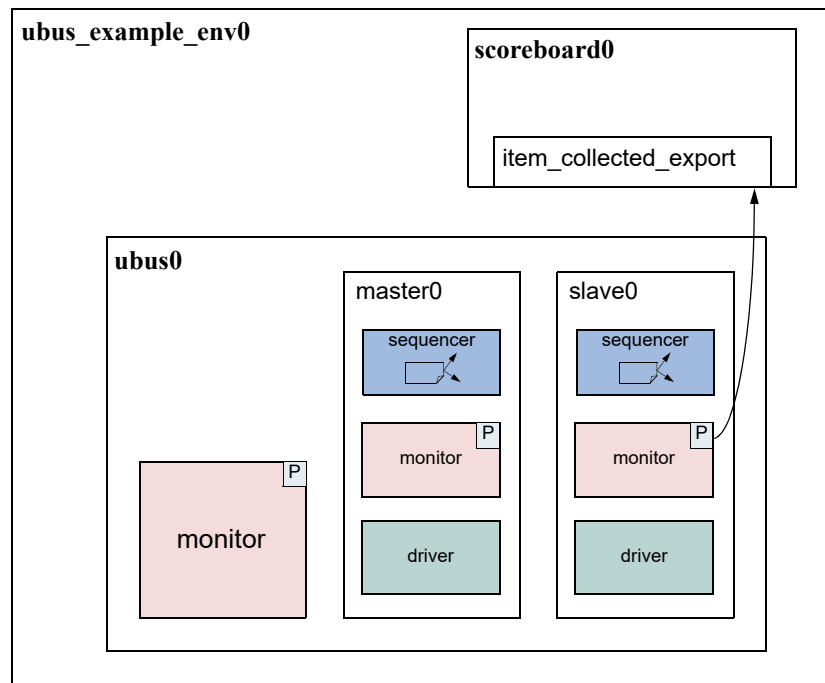 ubus_example_env0
scoreboard0
item_collected_export
ubus0
master0
slave0
sequencer
sequencer
P
monitor
P
monitor
P
monitor
driver
driver